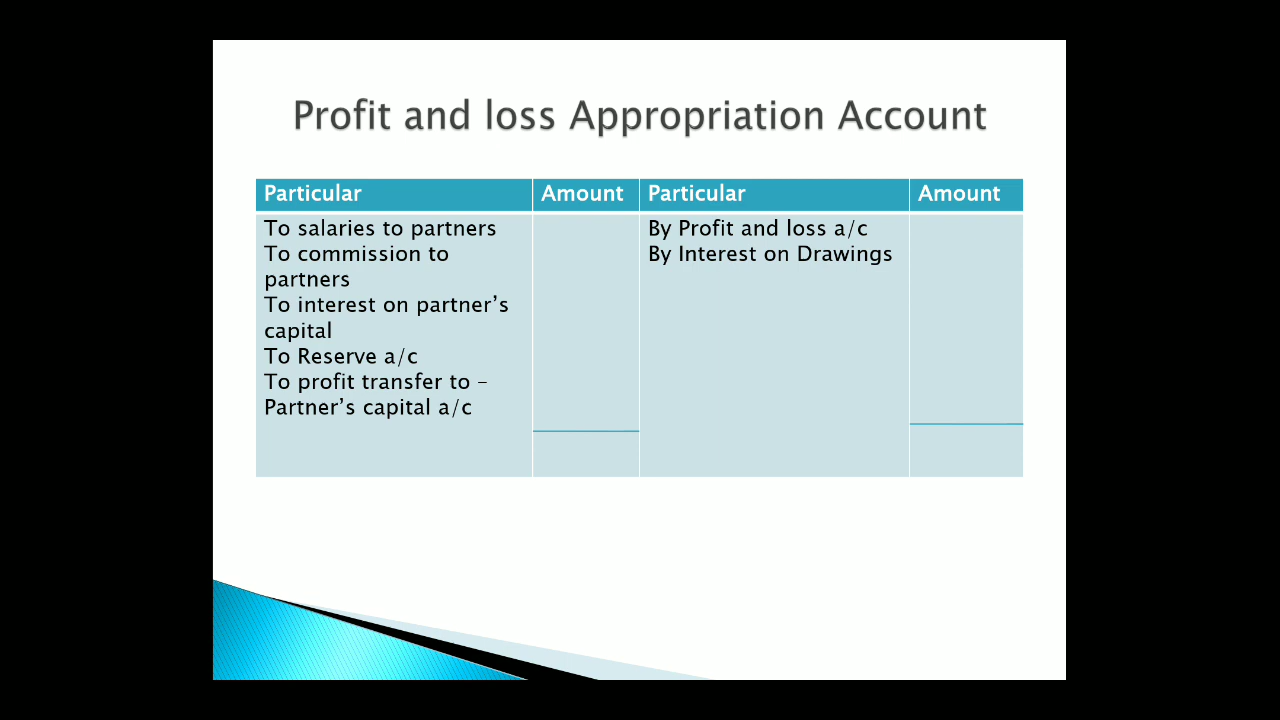 Profit and loss Appropriation Account
Particular Amount Particular Amount
To salaries to partners
To commission to
partners
To interest on partner's
capital
To Reserve a/c
To profit transfer to –
Partner's capital a/c
By Profit and loss a/c
By Interest on Drawings